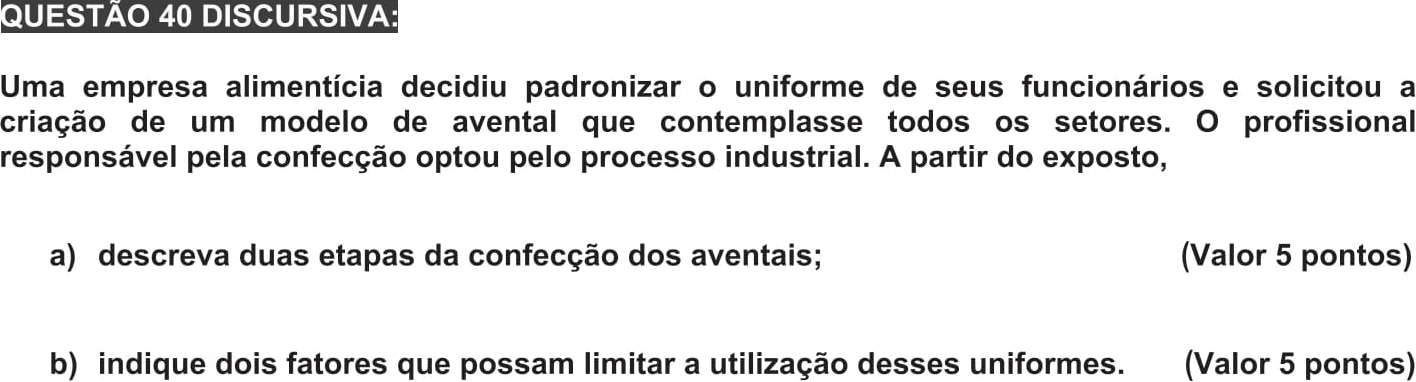 QUESTÃO 40 DISCURSIVA:
Uma empresa alimentícia decidiu padronizar o uniforme de seus funcionários e solicitou a
criação de um modelo de avental que contemplasse todos os setores. O profissional
responsável pela confecção optou pelo processo industrial. A partir do exposto,
a) descreva duas etapas da confecção dos aventais; (Valor 5 pontos)
b) indique dois fatores que possam limitar a utilização desses uniformes. (Valor 5 pontos)